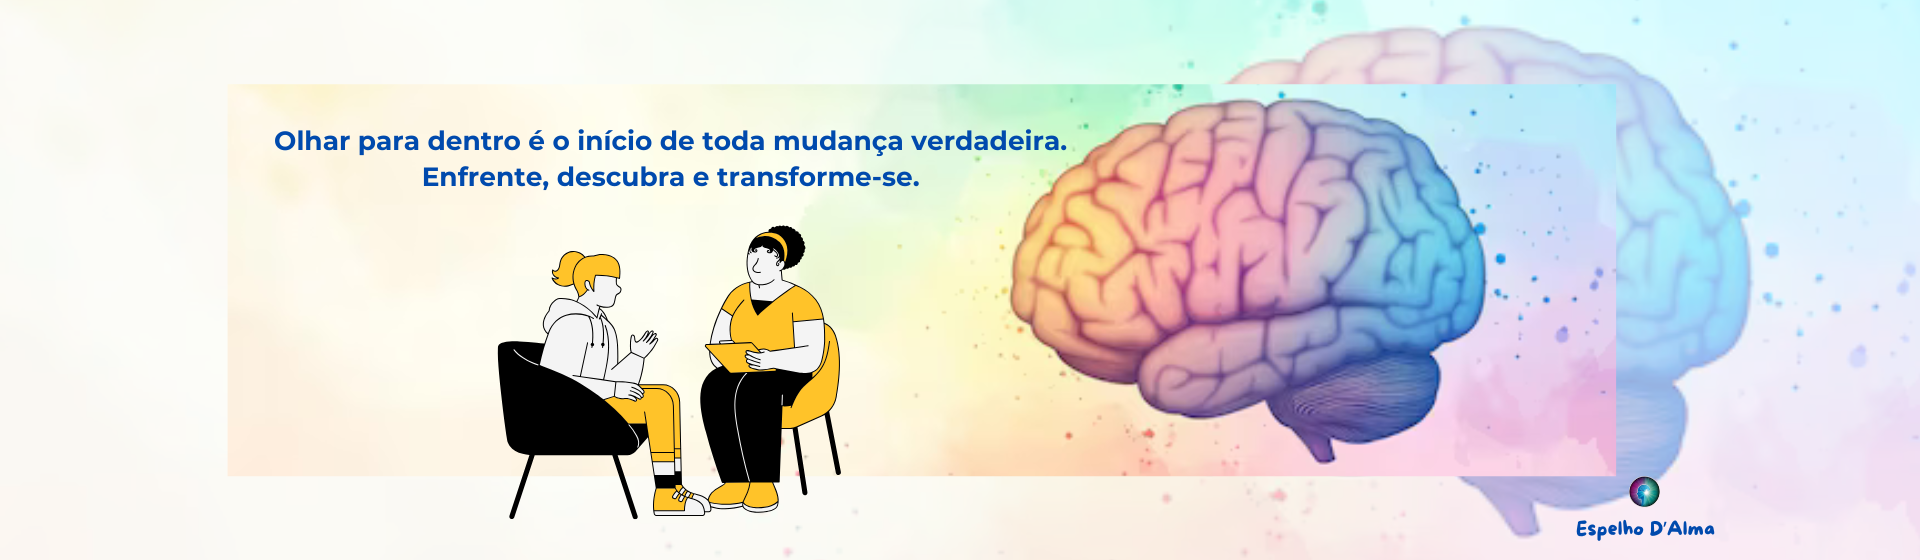 Olhar para dentro é o início de toda mudança verdadeira.
Enfrente, descubra e transforme-se.
Espelho D'Alma